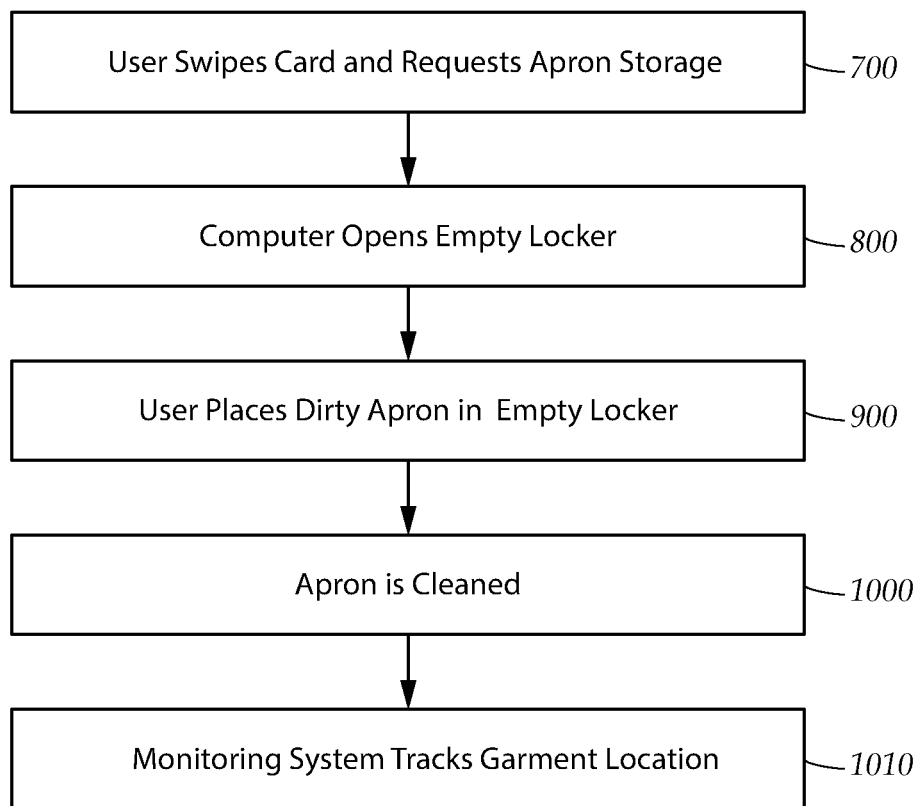 User Swipes Card and Requests Apron Storage 700
Computer Opens Empty Locker 800
User Places Dirty Apron in Empty Locker 900
Apron is Cleaned 1000
Monitoring System Tracks Garment Location 1010